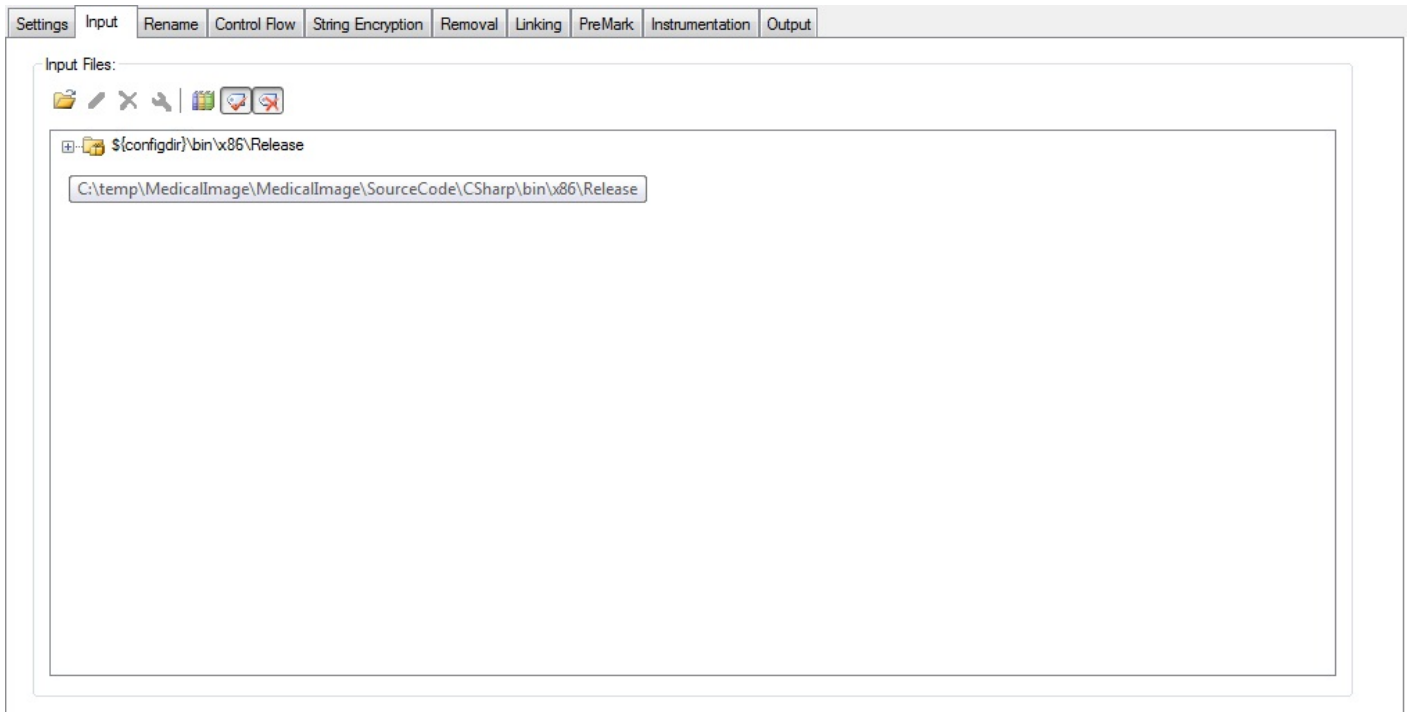 Settings Input Rename Control Flow String Encryption Removal Linking PreMark Instrumentation Output
Input Files:
${configdir}\bin\x86\Release
C:\temp\MedicalImage\MedicalImage\SourceCode\CSharp\bin\x86\Release